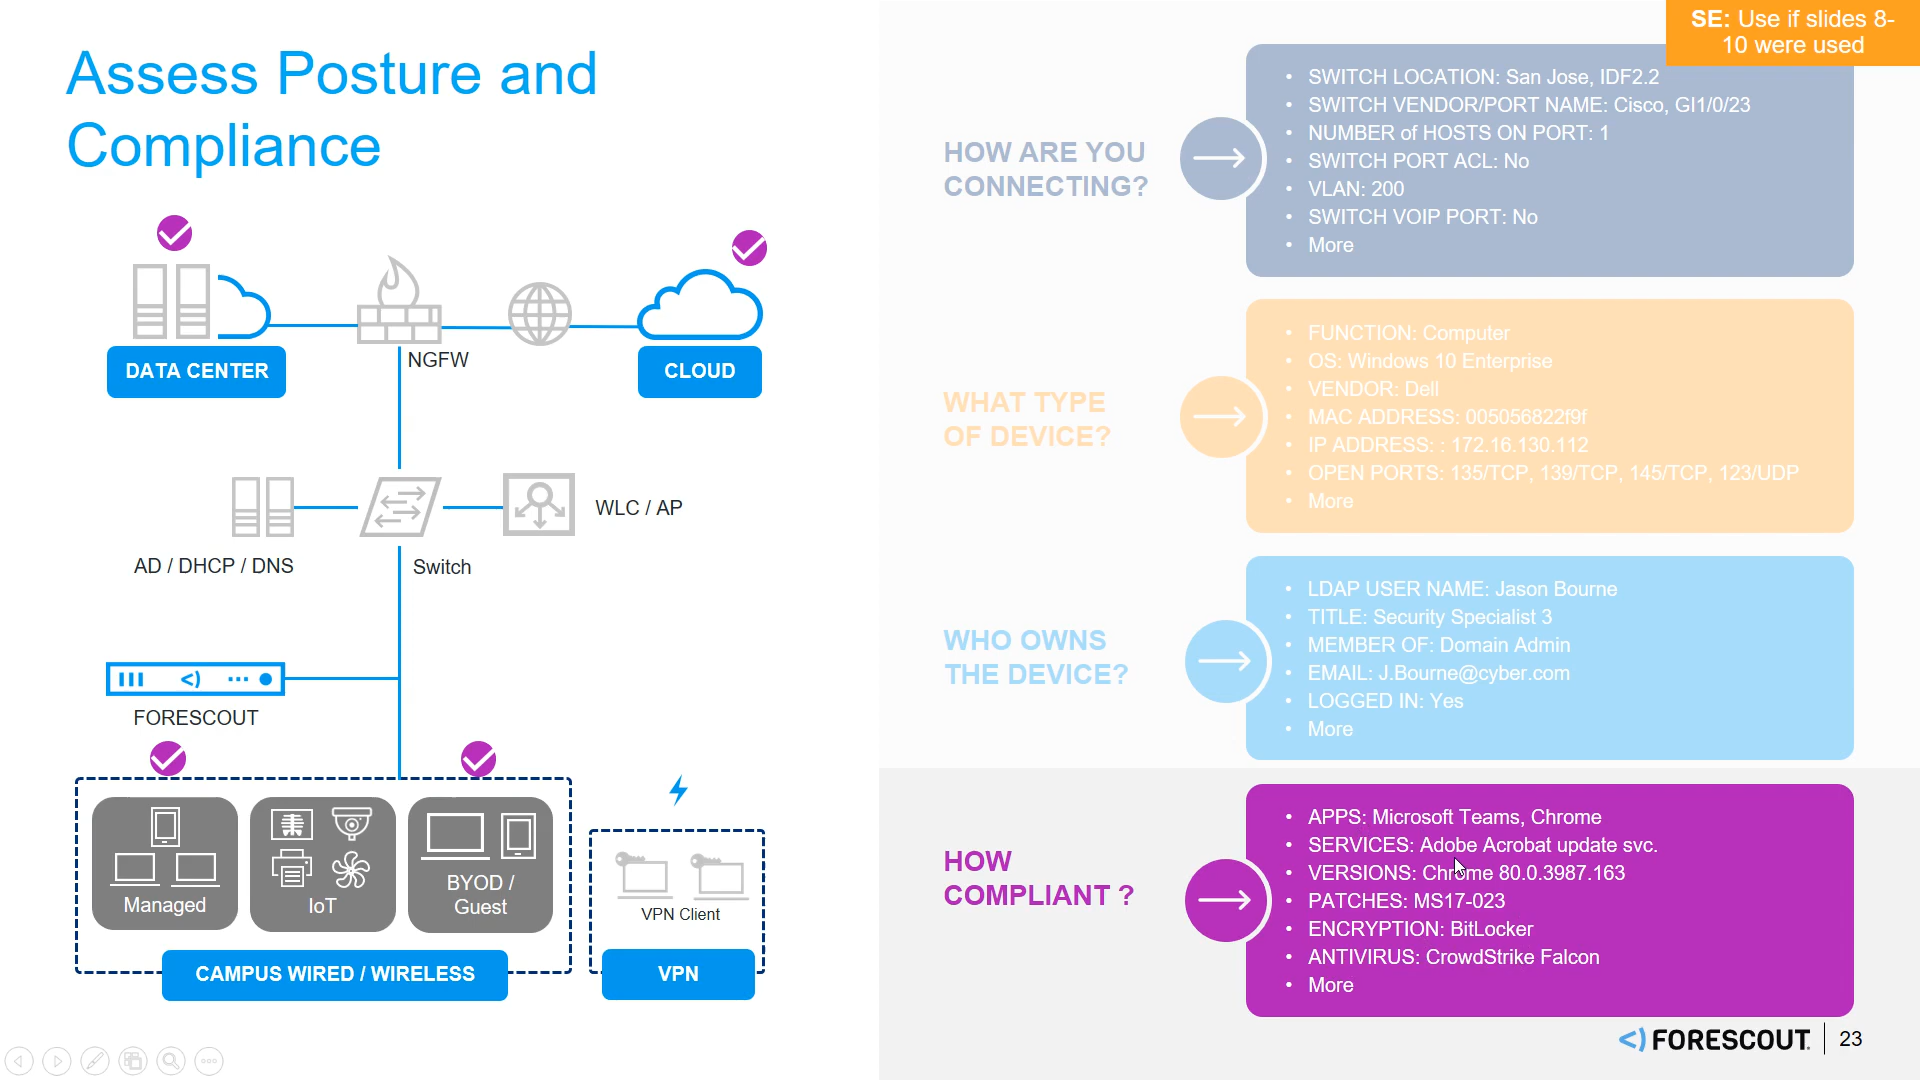 Assess Posture and
Compliance
DATA CENTER
NGFW
CLOUD
WLC / AP
AD / DHCP / DNS
Switch
FORESCOUT
Managed
IoT
BYOD /
Guest
VPN Client
CAMPUS WIRED / WIRELESS
VPN
SE: Use if slides 8-
10 were used
HOW ARE YOU
CONNECTING?
• SWITCH LOCATION: San Jose, IDF2.2
• SWITCH VENDOR/PORT NAME: Cisco, GI1/0/23
• NUMBER of HOSTS ON PORT: 1
• SWITCH PORT ACL: No
• VLAN: 200
• SWITCH VOIP PORT: No
• More
WHAT TYPE
OF DEVICE?
• FUNCTION: Computer
• OS: Windows 10 Enterprise
• VENDOR: Dell
• MAC ADDRESS: 005056822f9f
• IP ADDRESS: : 172.16.130.112
• OPEN PORTS: 135/TCP, 139/TCP, 145/TCP, 123/UDP
• More
WHO OWNS
THE DEVICE?
• LDAP USER NAME: Jason Bourne
• TITLE: Security Specialist 3
• MEMBER OF: Domain Admin
• EMAIL: J.Bourne@cyber.com
• LOGGED IN: Yes
• More
HOW
COMPLIANT ?
• APPS: Microsoft Teams, Chrome
• SERVICES: Adobe Acrobat update svc.
• VERSIONS: Chrome 80.0.3987.163
• PATCHES: MS17-023
• ENCRYPTION: BitLocker
• ANTIVIRUS: CrowdStrike Falcon
• More
<) FORESCOUT. 23